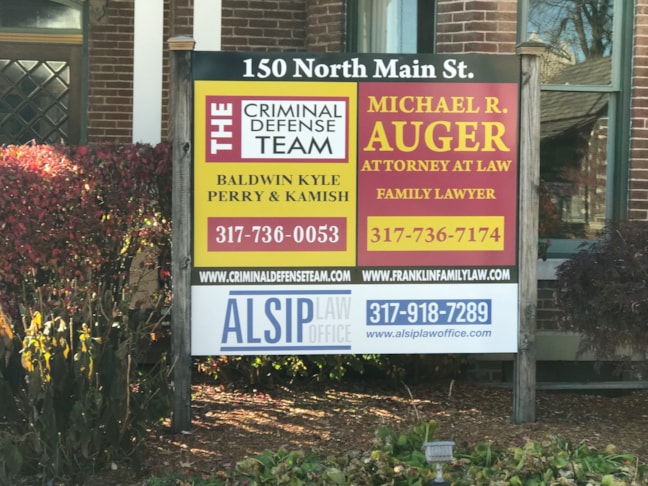 150 North Main St.
THE
CRIMINAL
DEFENSE
TEAM
BALDWIN KYLE
PERRY & KAMISH
317-736-0053
WWW.CRIMINALDEFENSETEAM.COM
MICHAEL R.
AUGER
ATTORNEY AT LAW
FAMILY LAWYER
317-736-7174
WWW.FRANKLINFAMILYLAW.COM
ALSIP LAW
OFFICE
317-918-7289
www.alsiplawoffice.com